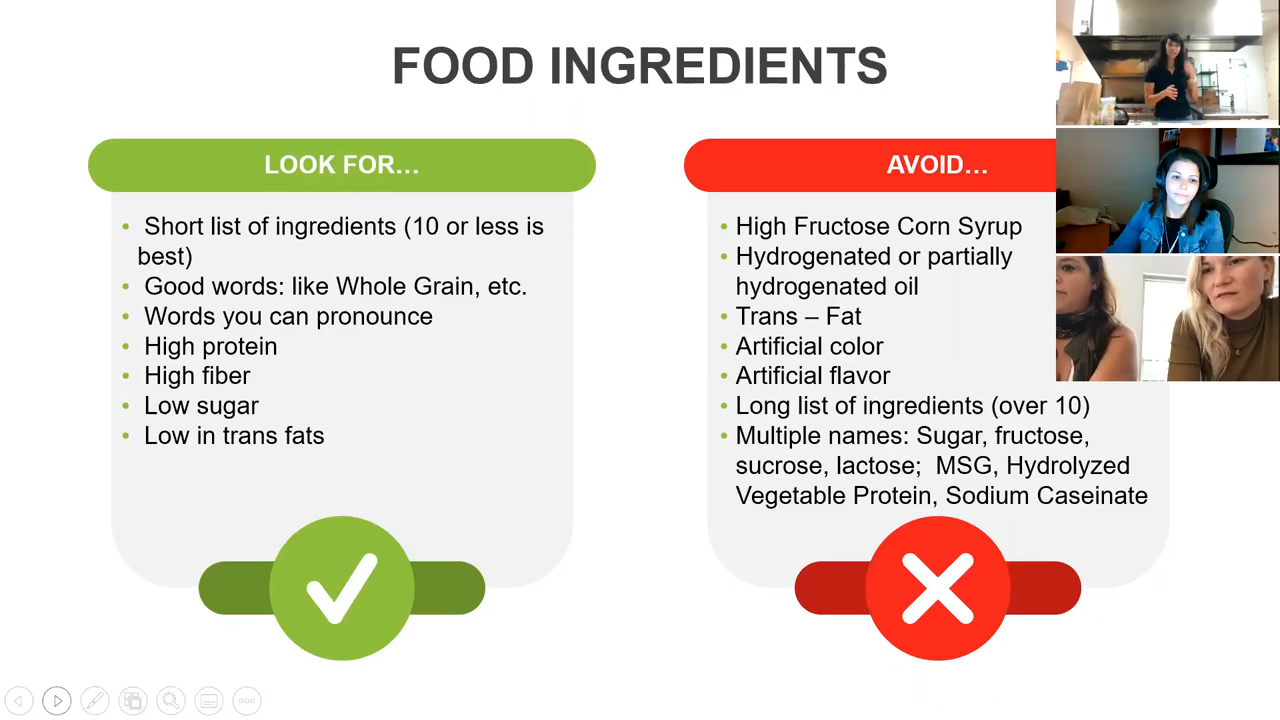 FOOD INGREDIENTS
LOOK FOR…
• Short list of ingredients (10 or less is
best)
• Good words: like Whole Grain, etc.
• Words you can pronounce
• High protein
• High fiber
• Low sugar
• Low in trans fats
AVOID…
• High Fructose Corn Syrup
• Hydrogenated or partially
hydrogenated oil
• Trans – Fat
• Artificial color
• Artificial flavor
• Long list of ingredients (over 10)
• Multiple names: Sugar, fructose,
sucrose, lactose;  MSG, Hydrolyzed
Vegetable Protein, Sodium Caseinate